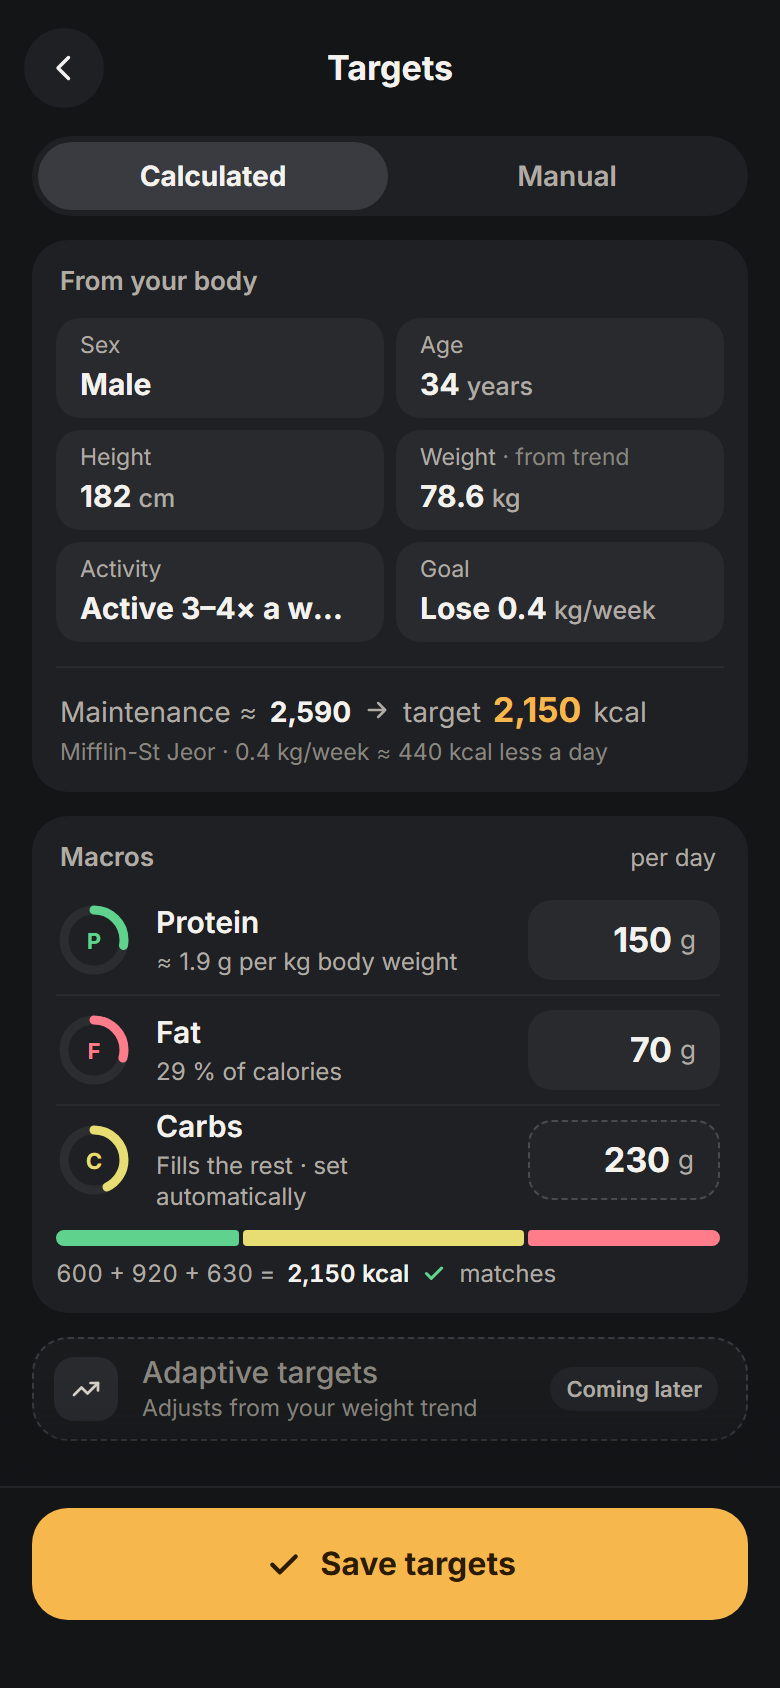 Targets
Calculated
Manual
From your body
Sex
Male
Age
34 years
Height
182 cm
Weight · from trend
78.6 kg
Activity
Active 3–4× a w…
Goal
Lose 0.4 kg/week
Maintenance ≈ 2,590 → target 2,150 kcal
Mifflin-St Jeor · 0.4 kg/week ≈ 440 kcal less a day
Macros
per day
P
Protein
≈ 1.9 g per kg body weight
150 g
F
Fat
29 % of calories
70 g
C
Carbs
Fills the rest · set
automatically
230 g
600 + 920 + 630 = 2,150 kcal ✓ matches
Adaptive targets
Adjusts from your weight trend
Coming later
Save targets